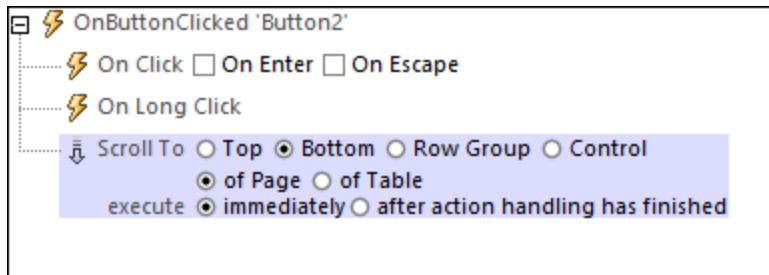 OnButtonClicked 'Button2'
On Click On Enter On Escape
On Long Click
Scroll To Top Bottom Row Group Control
of Page of Table
execute immediately after action handling has finished